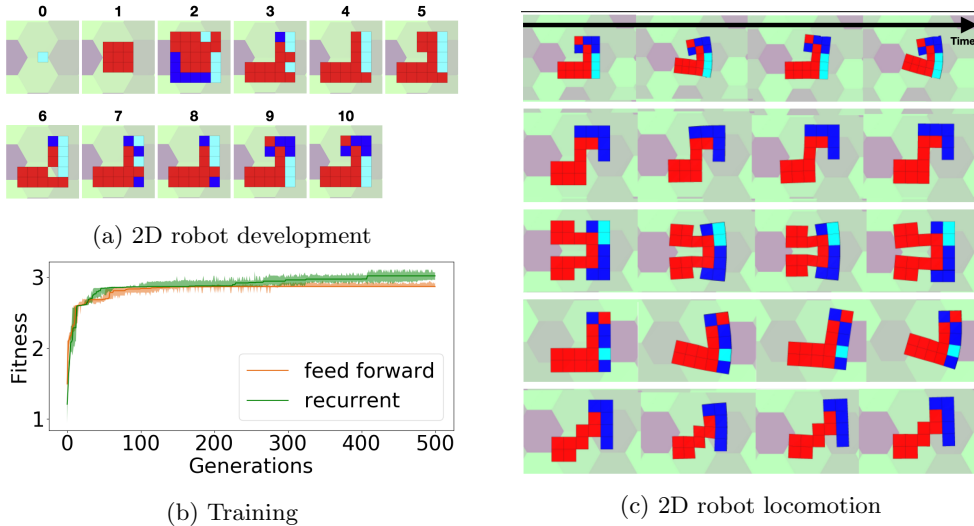 0 1 2 3 4 5
6 7 8 9 10
(a) 2D robot development
3
2
1
Fitness
feed forward
recurrent
0 100 200 300 400 500
Generations
(b) Training
Time
(c) 2D robot locomotion